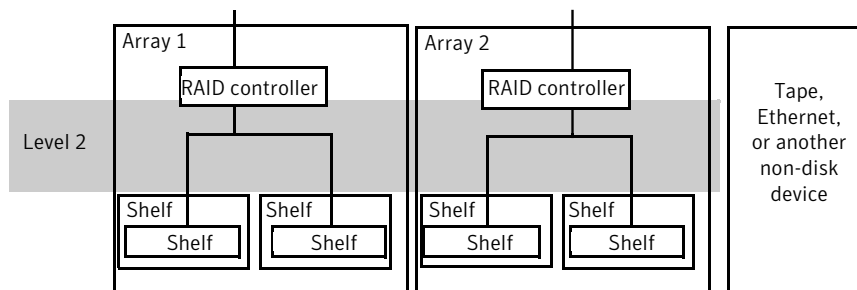 Array 1
Array 2
RAID controller
RAID controller
Tape,
Ethernet,
or another
non-disk
device
Level 2
Shelf
Shelf
Shelf
Shelf
Shelf
Shelf
Shelf
Shelf